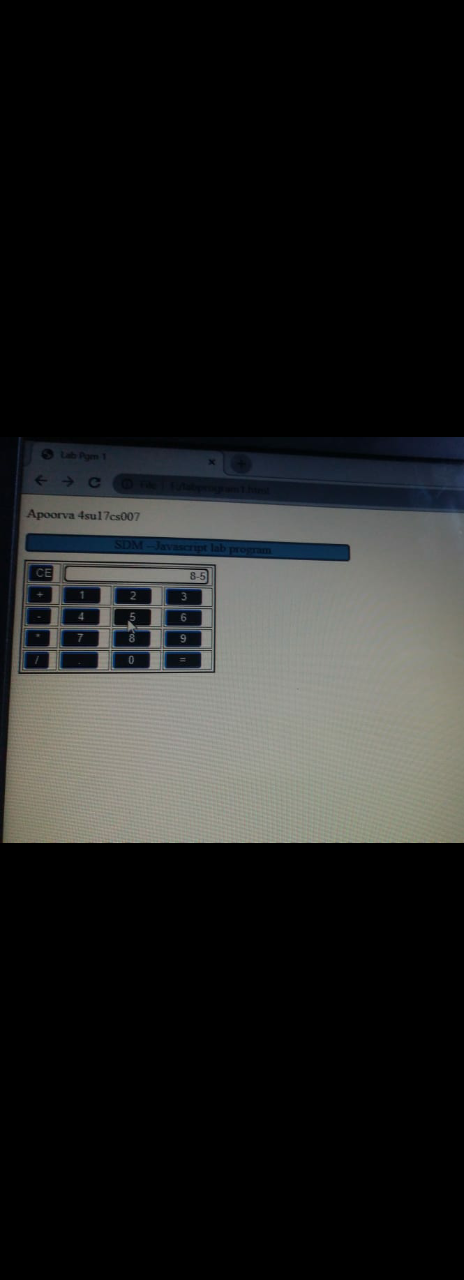 Lab Pgm 1
Apoorva 4su17cs007
SDM --Javascript lab program
CE 8-5
+ 1 2 3
- 4 5 6
* 7 8 9
/ . 0 =